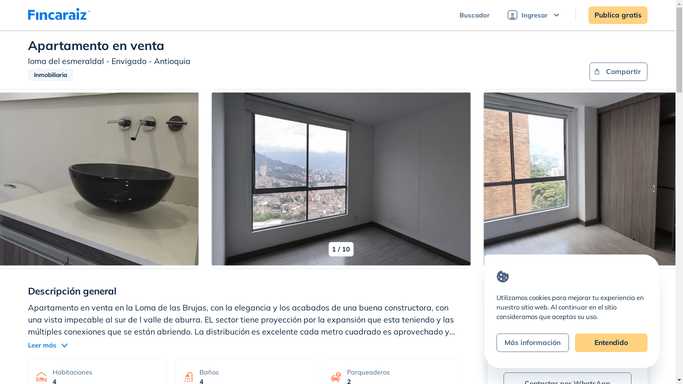 Fincaraiz
Buscador
Ingresar
Publica gratis
Apartamento en venta
loma del esmeraldal - Envigado - Antioquia
Inmobiliaria
Compartir
1 / 10
Descripción general
Apartamento en venta en la Loma de las Brujas, con la elegancia y los acabados de una buena constructora, con
una vista impecable al sur de l valle de aburra. EL sector tiene proyección por la expansión que esta teniendo y las
múltiples conexiones que se están abriendo. La distribución es excelente cada metro cuadrado es aprovechado y...
Leer más
Habitaciones
4
Baños
4
Parqueaderos
2
Utilizamos cookies para mejorar tu experiencia en
nuestro sitio web. Al continuar en el sitio
consideramos que aceptas su uso.
Más información
Entendido
Contactar por WhatsApp